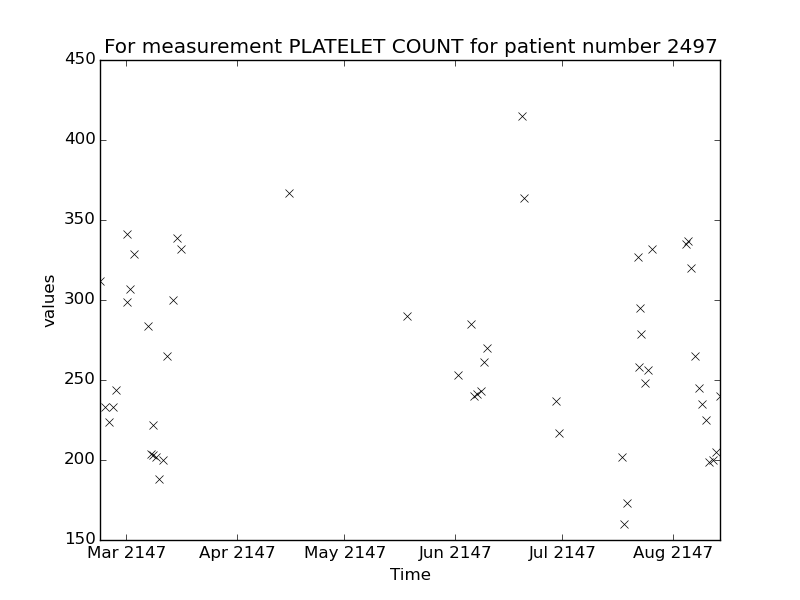 For measurement PLATELET COUNT for patient number 2497
450
400
350
300
250
200
150
values
Mar 2147 Apr 2147 May 2147 Jun 2147 Jul 2147 Aug 2147
Time